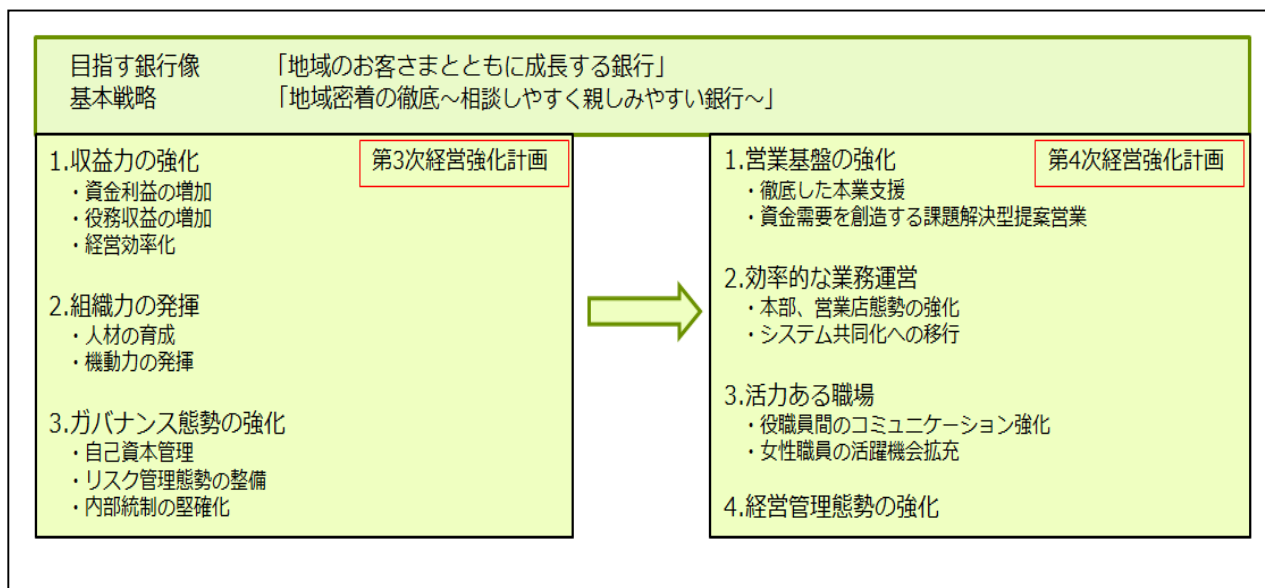 目指す銀行像 「地域のお客さまとともに成長する銀行」
基本戦略 「地域密着の徹底~相談しやすく親しみやすい銀行~」
1.収益力の強化 第3次経営強化計画
・資金利益の増加
・役務収益の増加
・経営効率化
2.組織力の発揮
・人材の育成
・機動力の発揮
3.ガバナンス態勢の強化
・自己資本管理
・リスク管理態勢の整備
・内部統制の堅確化
1.営業基盤の強化 第4次経営強化計画
・徹底した本業支援
・資金需要を創造する課題解決型提案営業
2.効率的な業務運営
・本部、営業店態勢の強化
・システム共同化への移行
3.活力ある職場
・役職員間のコミュニケーション強化
・女性職員の活躍機会拡充
4.経営管理態勢の強化